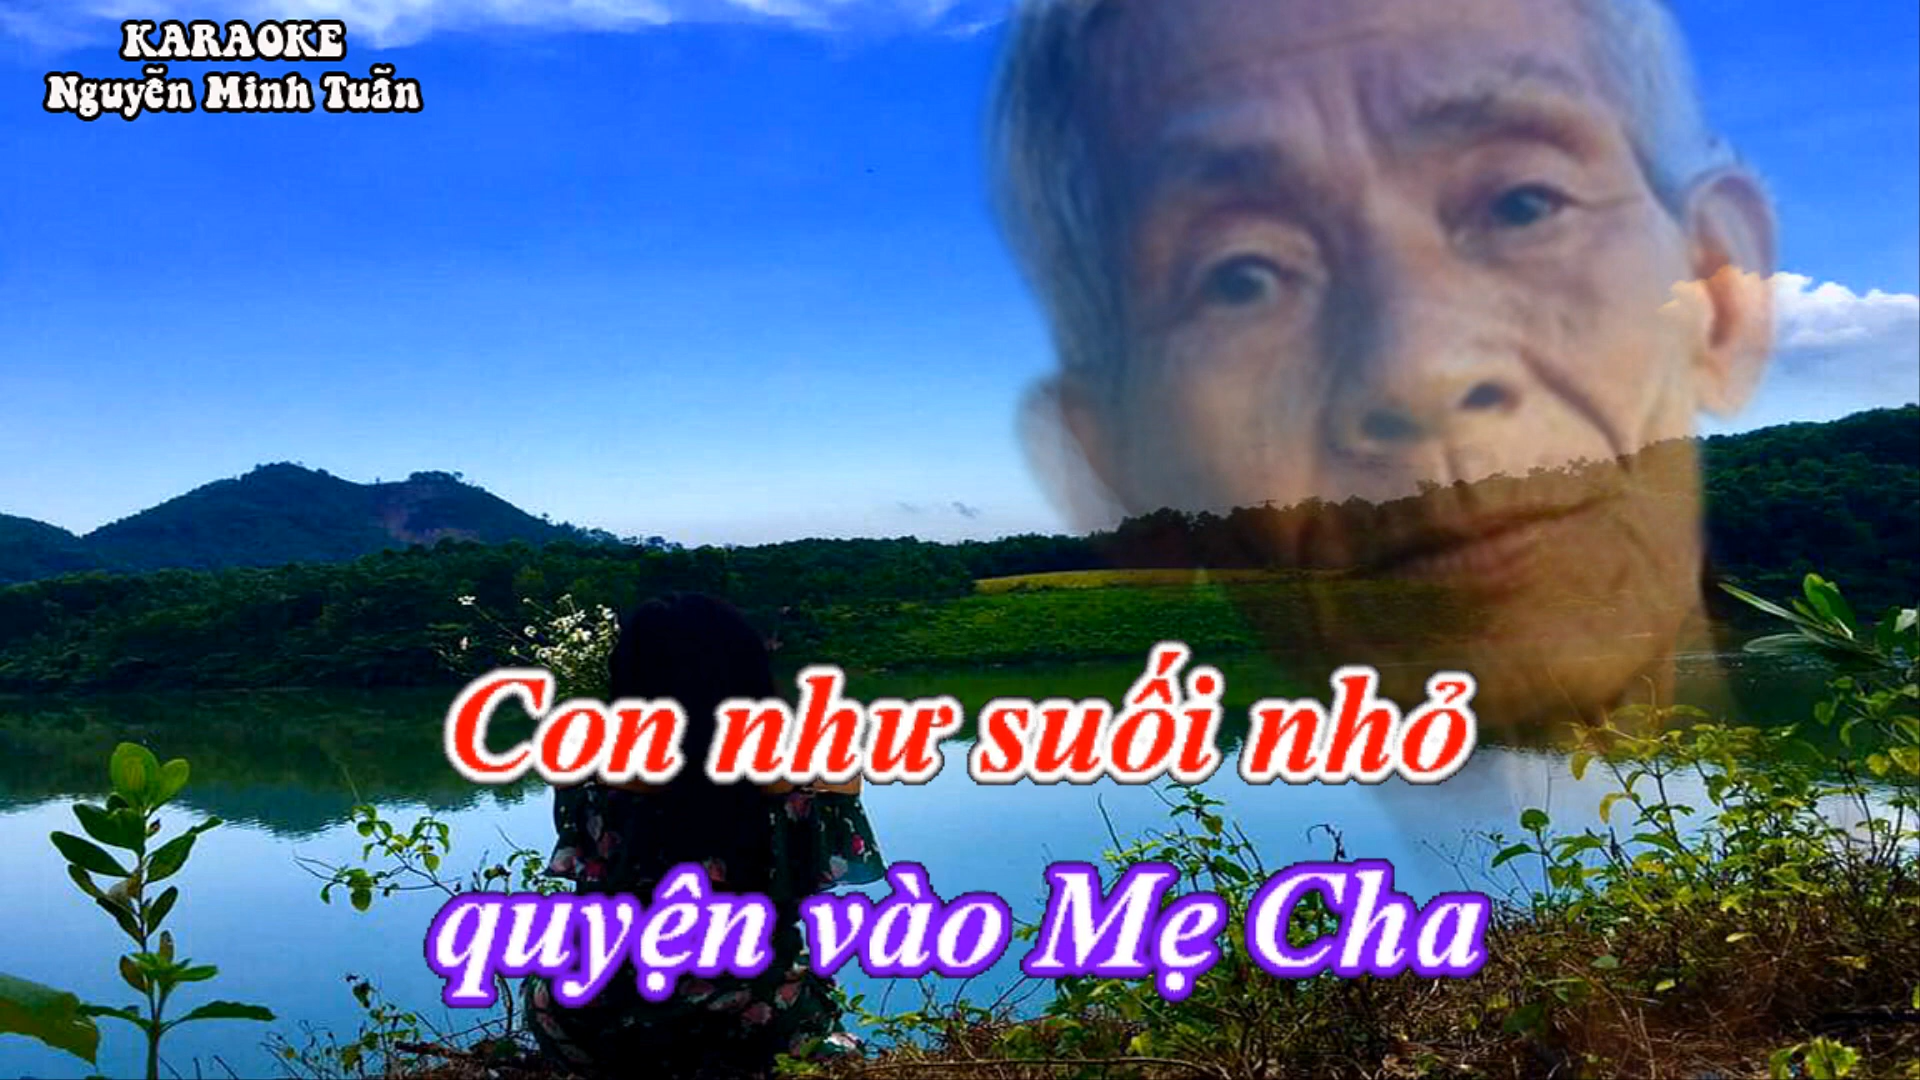 KARAOKE
Nguyễn Minh Tuấn
Con như suối nhỏ
quyện vào Mẹ Cha